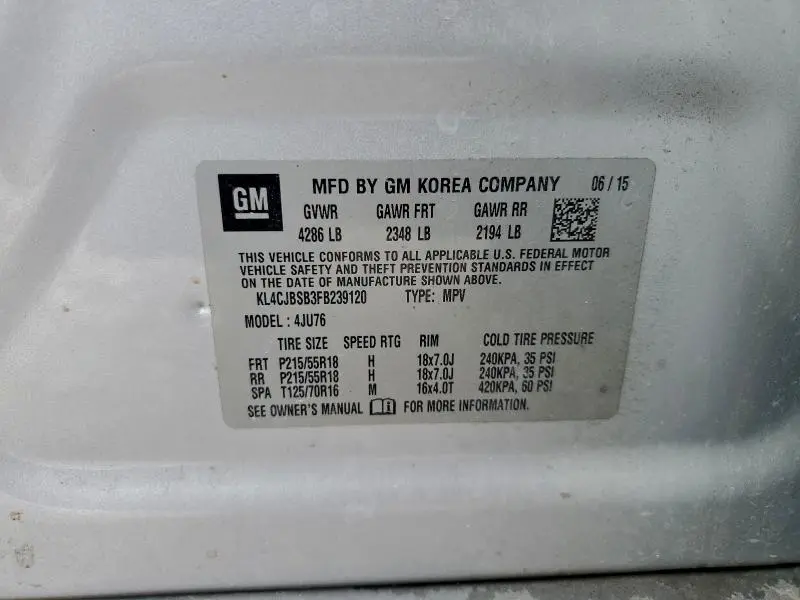 GM MFD BY GM KOREA COMPANY 06 / 15
GVWR GAWR FRT GAWR RR
4286 LB 2348 LB 2194 LB
THIS VEHICLE CONFORMS TO ALL APPLICABLE U.S. FEDERAL MOTOR
VEHICLE SAFETY AND THEFT PREVENTION STANDARDS IN EFFECT
ON THE DATE OF MANUFACTURE SHOWN ABOVE.
KL4CJBSB3FB239120 TYPE: MPV
MODEL : 4JU76
TIRE SIZE SPEED RTG RIM COLD TIRE PRESSURE
FRT P215/55R18 H 18x7.0J 240KPA, 35 PSI
RR P215/55R18 H 18x7.0J 240KPA, 35 PSI
SPA T125/70R16 M 16x4.0T 420KPA, 60 PSI
SEE OWNER'S MANUAL FOR MORE INFORMATION.